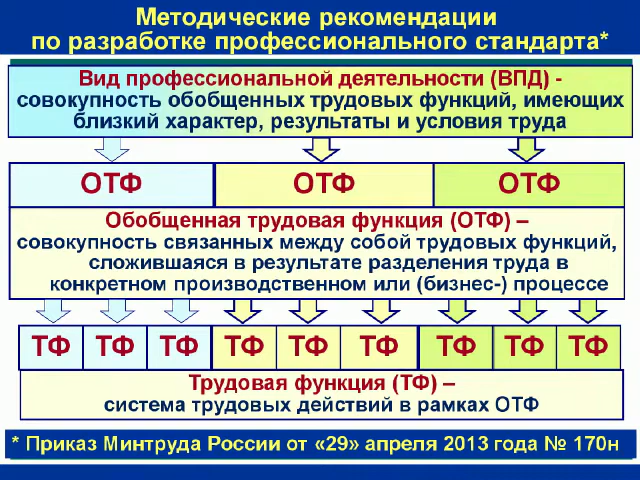 Методические рекомендации
по разработке профессионального стандарта*
Вид профессиональной деятельности (ВПД) -
совокупность обобщенных трудовых функций, имеющих
близкий характер, результаты и условия труда
ОТФ ОТФ ОТФ
Обобщенная трудовая функция (ОТФ) –
совокупность связанных между собой трудовых функций,
сложившаяся в результате разделения труда в
конкретном производственном или (бизнес-) процессе
ТФ ТФ ТФ ТФ ТФ ТФ ТФ ТФ ТФ
Трудовая функция (ТФ) –
система трудовых действий в рамках ОТФ
* Приказ Минтруда России от «29» апреля 2013 года № 170н